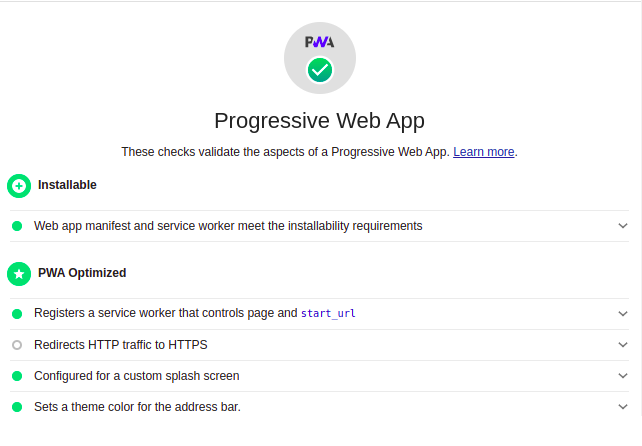 PWA
Progressive Web App
These checks validate the aspects of a Progressive Web App. Learn more.
Installable
Web app manifest and service worker meet the installability requirements
PWA Optimized
Registers a service worker that controls page and start_url
Redirects HTTP traffic to HTTPS
Configured for a custom splash screen
Sets a theme color for the address bar.